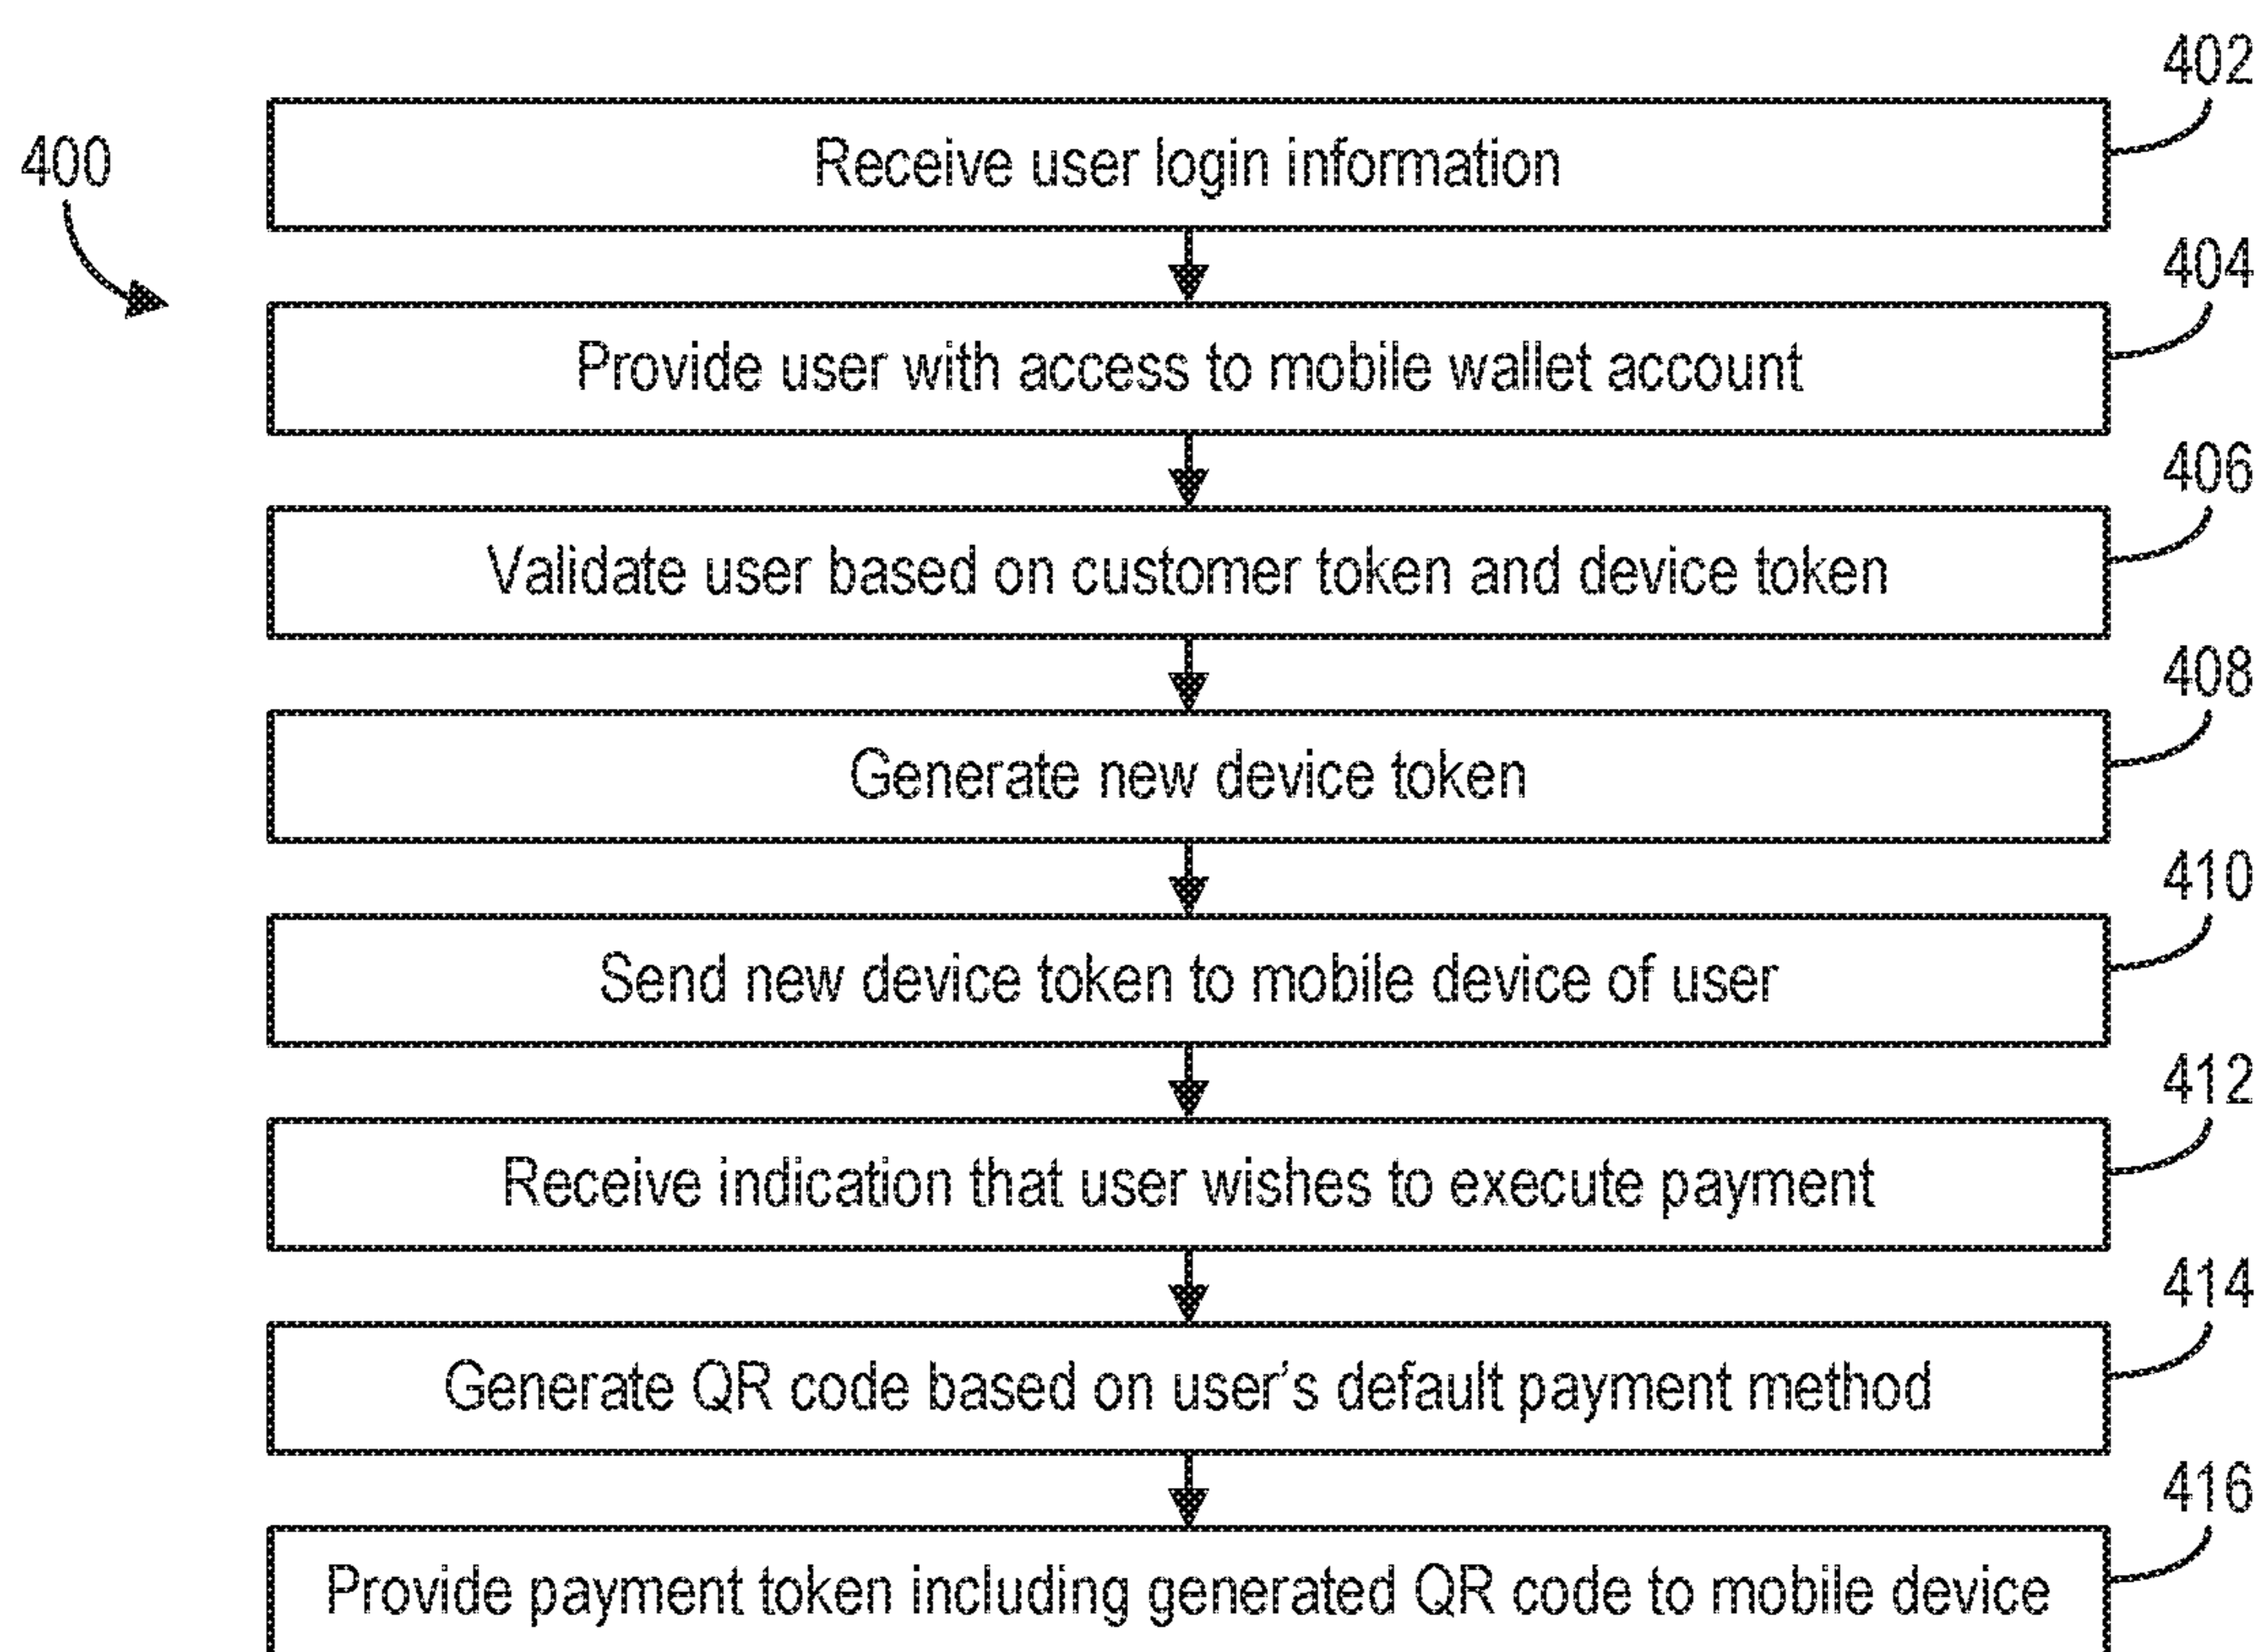 402
400
Receive user login information
404
Provide user with access to mobile wallet account
406
Validate user based on customer token and device token
408
Generate new device token
410
Send new device token to mobile device of user
412
Receive indication that user wishes to execute payment
414
Generate QR code based on user's default payment method
416
Provide payment token including generated QR code to mobile device